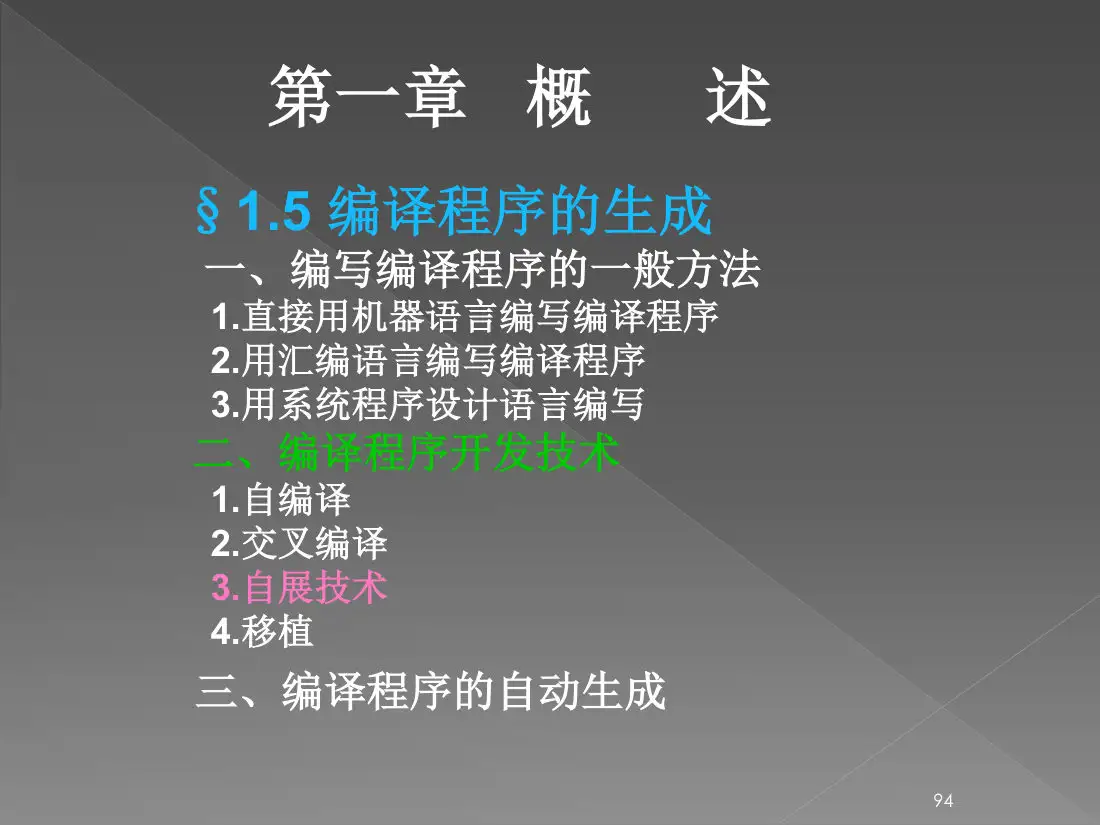 第一章 概 述
§1.5 编译程序的生成
一、编写编译程序的一般方法
1.直接用机器语言编写编译程序
2.用汇编语言编写编译程序
3.用系统程序设计语言编写
二、编译程序开发技术
1.自编译
2.交叉编译
3.自展技术
4.移植
三、编译程序的自动生成
94